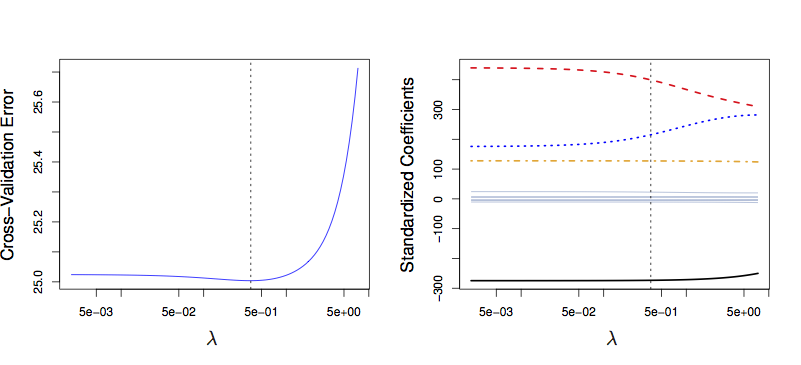 Cross−Validation Error
25.0 25.2 25.4 25.6
5e−03 5e−02 5e−01 5e+00
λ
Standardized Coefficients
−300 −100 0 100 300
5e−03 5e−02 5e−01 5e+00
λ